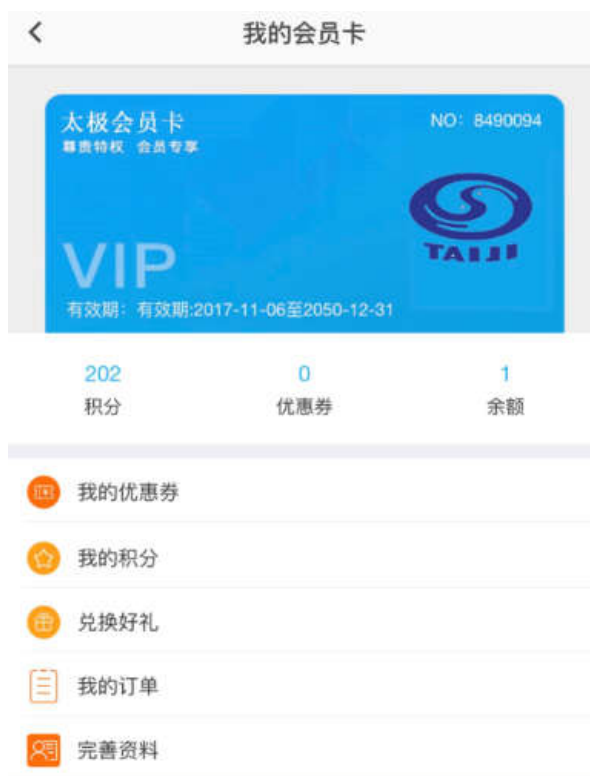 我的会员卡
太极会员卡
NO: 8490094
尊贵特权 会员专享
TAIJI
VIP
有效期: 有效期:2017-11-06至2050-12-31
202
0
1
积分
优惠券
余额
我的优惠券
我的积分
兑换好礼
我的订单
完善资料